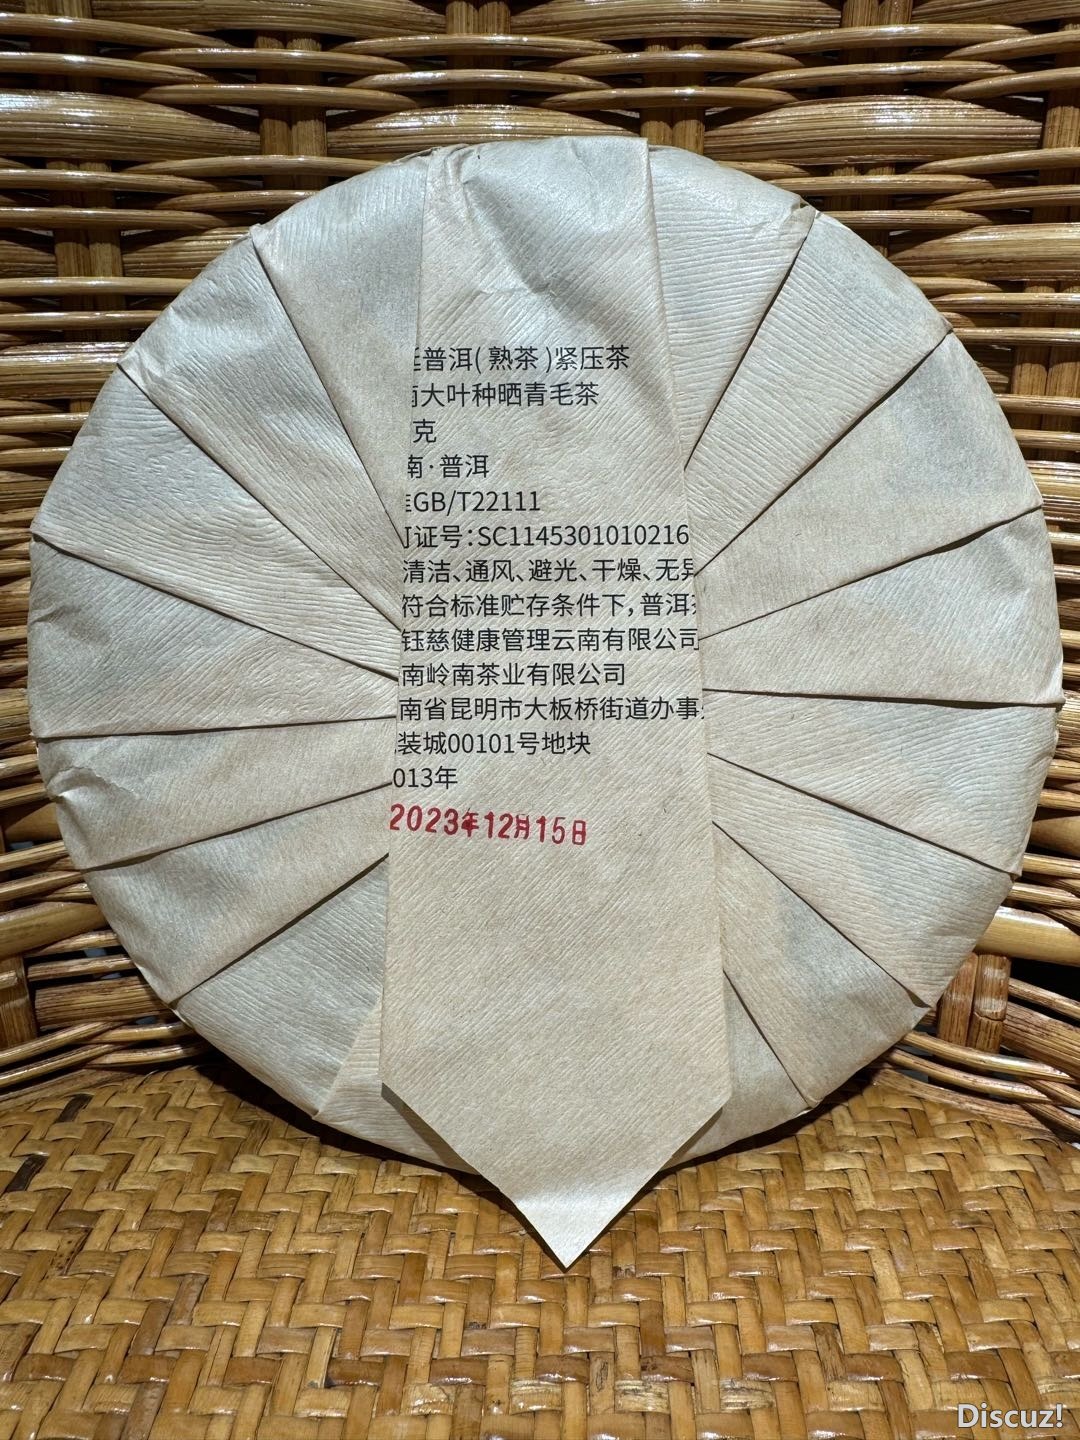 普洱(熟茶)紧压茶
大叶种晒青毛茶
克
南·普洱
GB/T22111
证号：SC1145301010216
清洁、通风、避光、干燥、无异
符合标准贮存条件下，普洱
钰慈健康管理云南有限公司
南岭南茶业有限公司
南省昆明市大板桥街道办事
装城00101号地块
013年
2023年12月15日
Discuz!